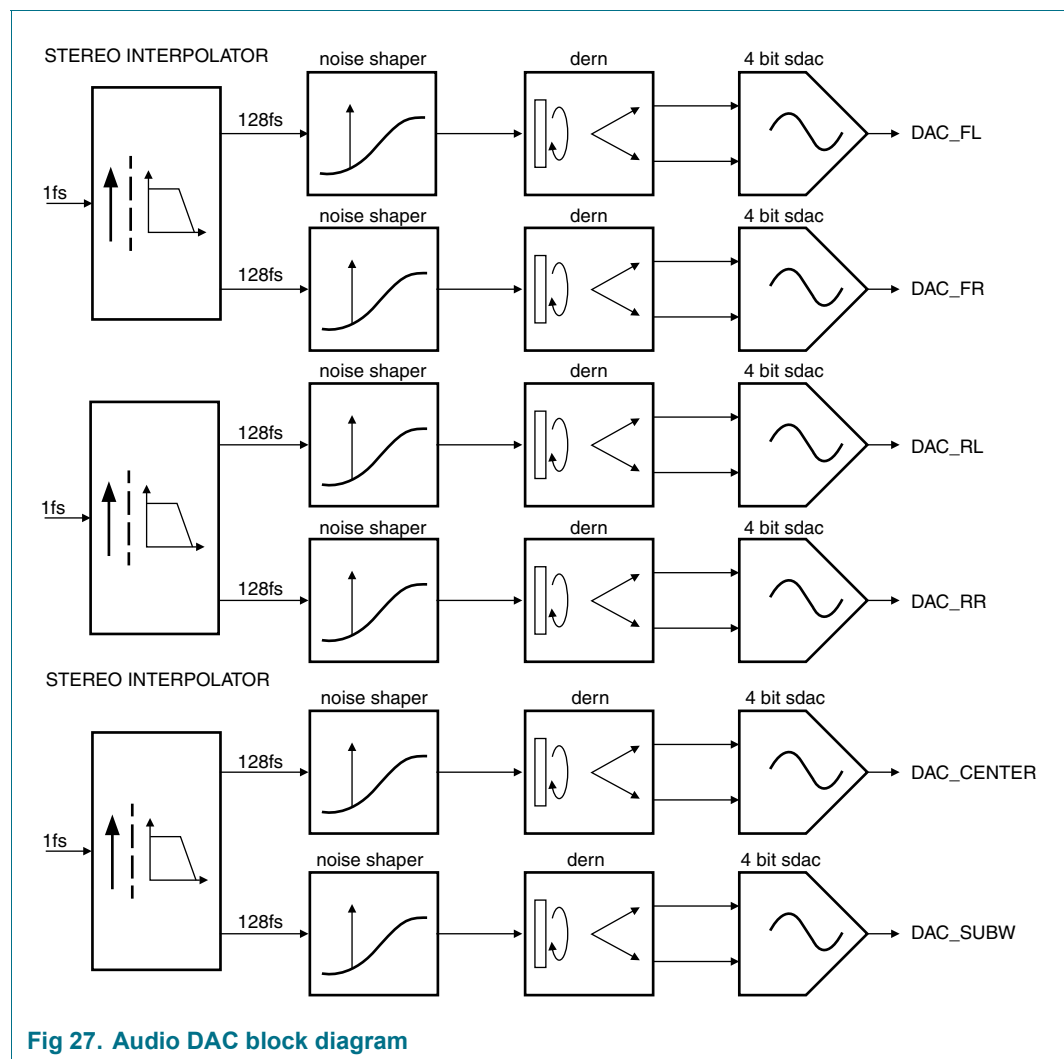 STEREO INTERPOLATOR
noise shaper
dern
4 bit sdac
128fs
DAC_FL
1fs
noise shaper
dern
4 bit sdac
128fs
DAC_FR
noise shaper
dern
4 bit sdac
128fs
DAC_RL
1fs
noise shaper
dern
4 bit sdac
128fs
DAC_RR
STEREO INTERPOLATOR
noise shaper
dern
4 bit sdac
128fs
DAC_CENTER
1fs
noise shaper
dern
4 bit sdac
128fs
DAC_SUBW
Fig 27. Audio DAC block diagram